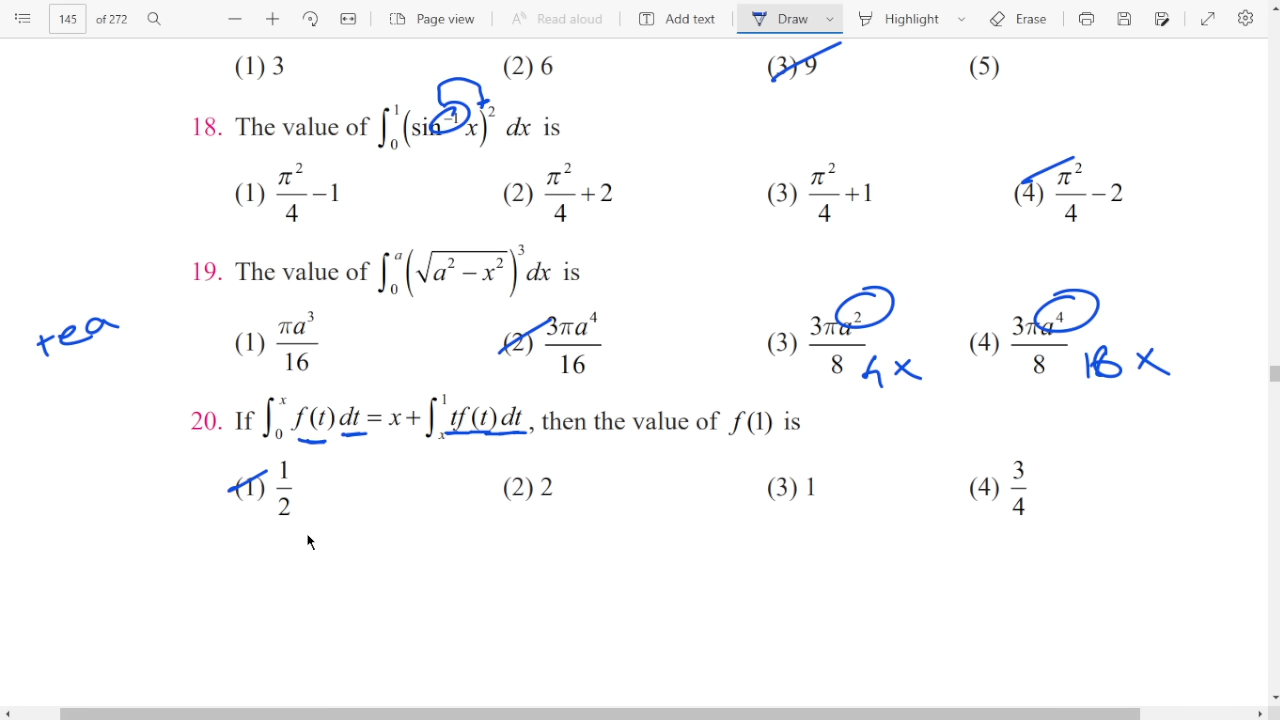 145 of 272 Page view Read aloud Add text Draw Highlight Erase
(1) 3 (2) 6 (3) 9 (5)
18. The value of ∫₀¹ (sin⁻¹ x)² dx is
(1) π²/4 − 1 (2) π²/4 + 2 (3) π²/4 + 1 (4) π²/4 − 2
19. The value of ∫₀ᵃ (√(a² − x²))³ dx is
(1) πa³/16 (2) 3πa⁴/16 (3) 3πa²/8 (4) 3πa⁴/8
20. If ∫₀ˣ f(t) dt = x + ∫ₓ¹ tf(t) dt, then the value of f(1) is
(1) 1/2 (2) 2 (3) 1 (4) 3/4